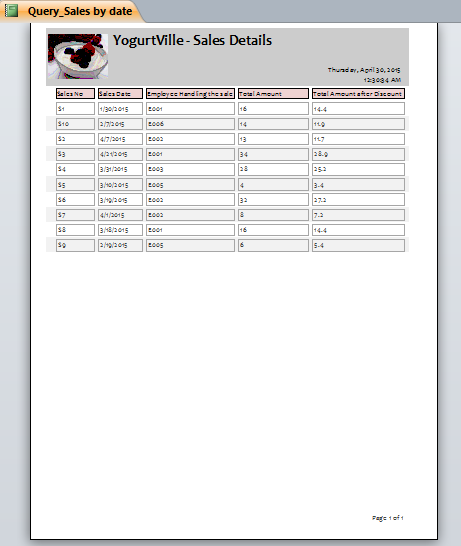 Query_Sales by date
YogurtVille - Sales Details
Thursday, April 30, 2015
12:30:34 AM
Sales No Sales Date Employee Handling the sale Total Amount Total Amount after Discount
S1 1/30/2015 E001 16 14.4
S10 2/7/2015 E006 14 11.9
S2 4/7/2015 E002 13 11.7
S3 4/21/2015 E001 34 28.9
S4 3/31/2015 E003 28 25.2
S5 3/10/2015 E005 4 3.4
S6 3/19/2015 E002 32 27.2
S7 4/1/2015 E002 8 7.2
S8 3/18/2015 E001 16 14.4
S9 2/19/2015 E005 6 5.4
Page 1 of 1